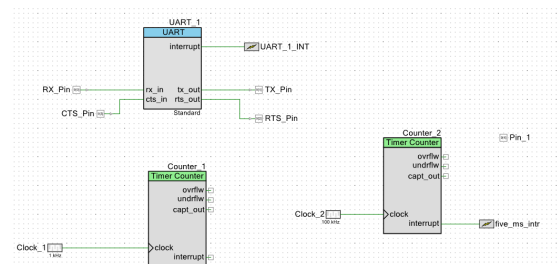 UART_1
UART
interrupt
UART_1_INT
RX_Pin
rx_in
tx_out
TX_Pin
CTS_Pin
cts_in
rts_out
RTS_Pin
Standard
Counter_1
Timer Counter
ovrflw
undrflw
capt_out
Clock_1
1 kHz
clock
interrupt
Counter_2
Timer Counter
ovrflw
undrflw
capt_out
Clock_2
100 kHz
clock
interrupt
five_ms_intr
Pin_1